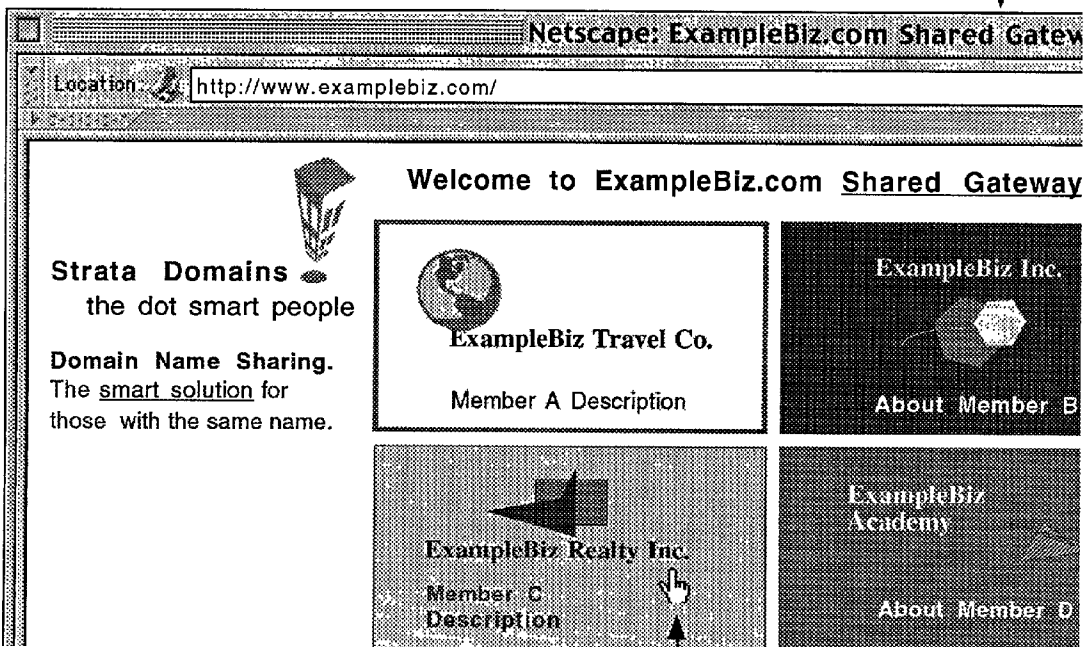 Netscape: ExampleBiz.com Shared Gatew
Location: http://www.examplebiz.com/
Welcome to ExampleBiz.com Shared Gateway
Strata Domains
the dot smart people
Domain Name Sharing.
The smart solution for
those with the same name.
ExampleBiz Travel Co.
Member A Description
ExampleBiz Inc.
About Member B
ExampleBiz Realty Inc.
Member C
Description
ExampleBiz
Academy
About Member D